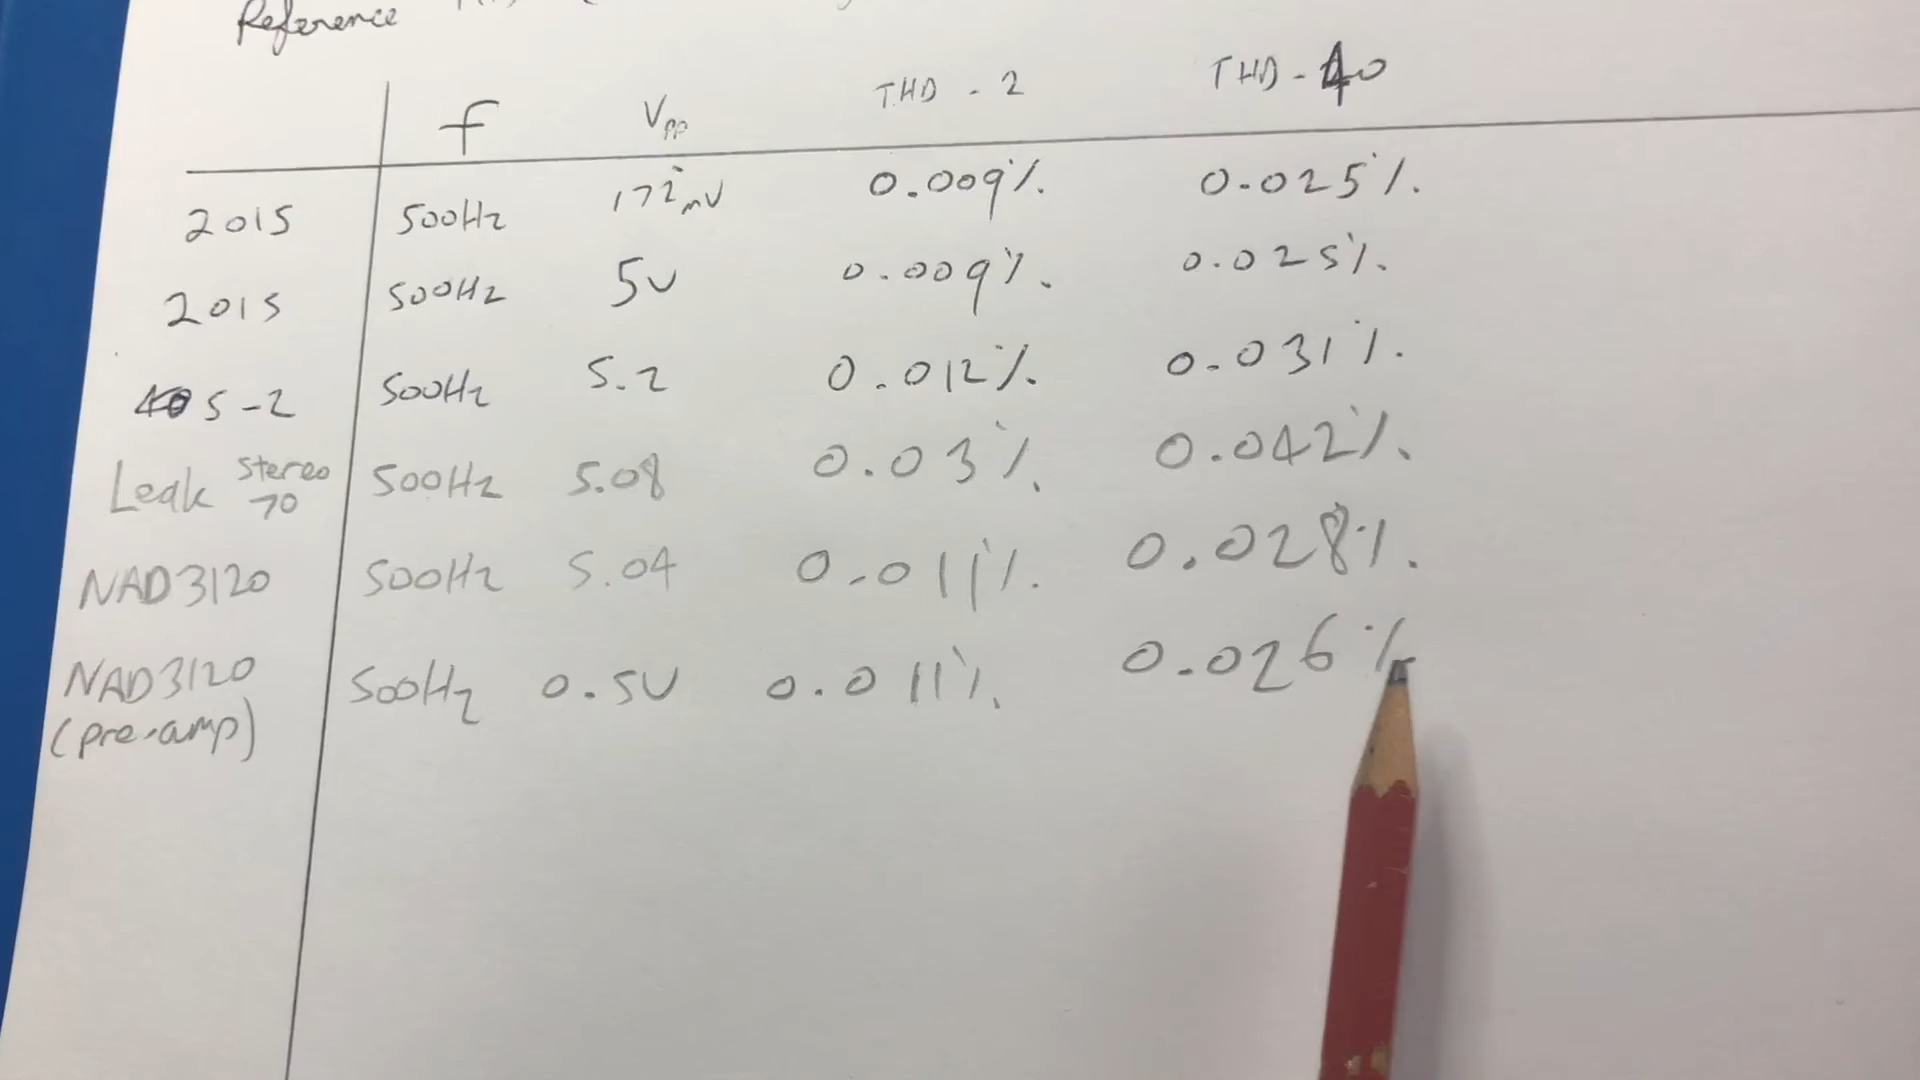 Reference
f Vpp THD - 2 THD - 40
2015 500Hz 172mV 0.009% 0.025%
2015 500Hz 5V 0.009% 0.025%
405-2 500Hz 5.2 0.012% 0.031%
Leak Stereo 70 500Hz 5.08 0.03% 0.042%
NAD3120 500Hz 5.04 0.011% 0.028%
NAD3120 (pre-amp) 500Hz 0.5V 0.011% 0.026%